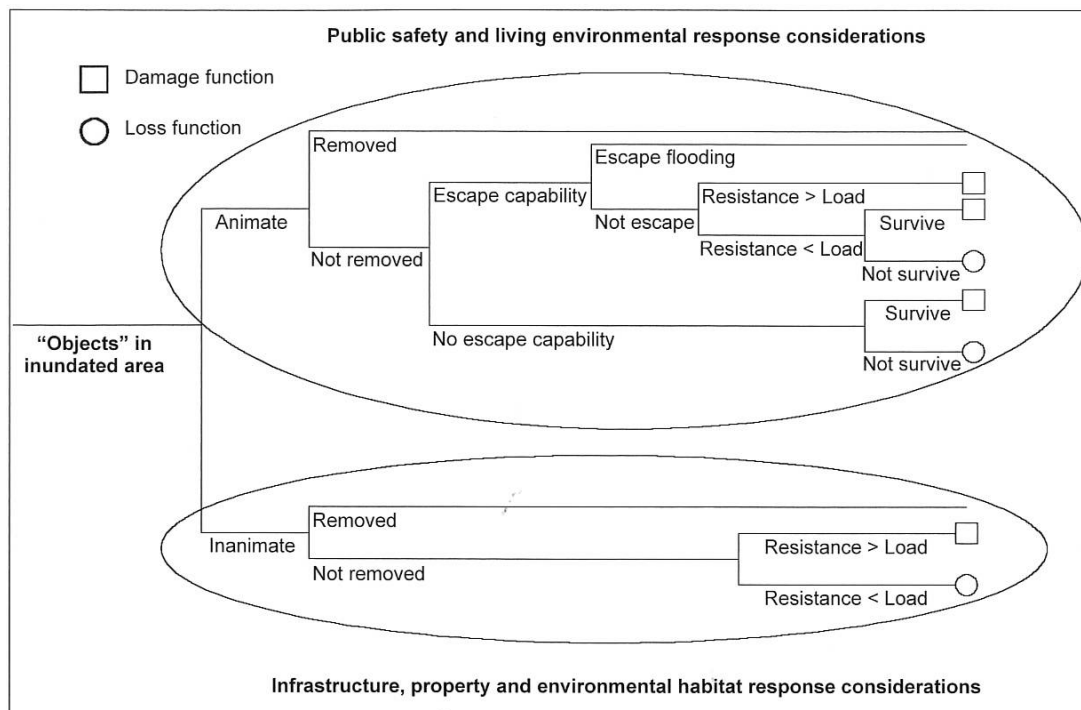 Public safety and living environmental response considerations
Damage function
Loss function
Removed
Escape flooding
Escape capability
Resistance > Load
Animate
Not escape
Survive
Resistance < Load
Not removed
Not survive
Survive
"Objects" in
inundated area
No escape capability
Not survive
Removed
Inanimate
Resistance > Load
Not removed
Resistance < Load
Infrastructure, property and environmental habitat response considerations